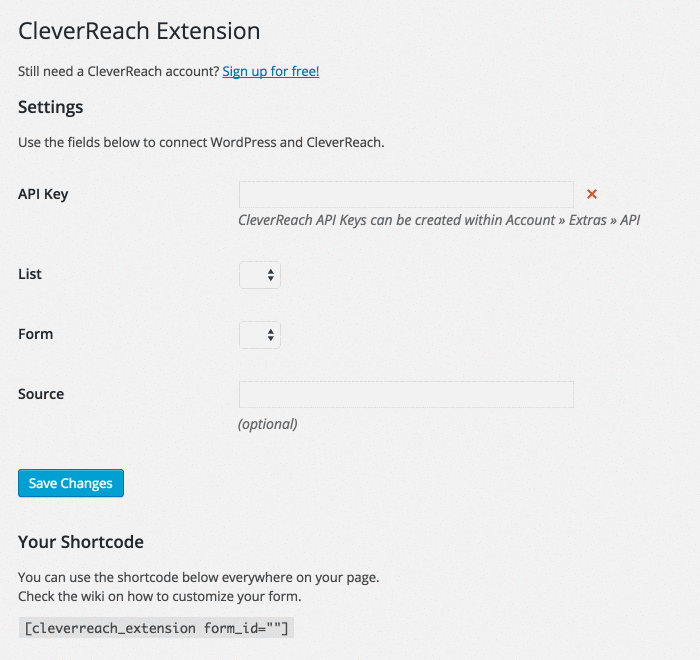 CleverReach Extension
Still need a CleverReach account? Sign up for free!
Settings
Use the fields below to connect WordPress and CleverReach.
API Key
CleverReach API Keys can be created within Account » Extras » API
List
Form
Source
(optional)
Save Changes
Your Shortcode
You can use the shortcode below everywhere on your page.
Check the wiki on how to customize your form.
[cleverreach_extension form_id=""]